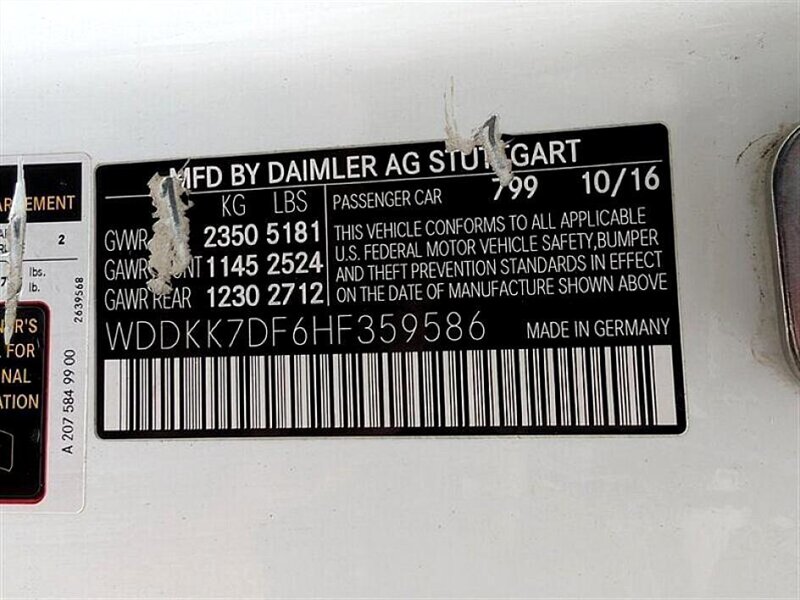 MFD BY DAIMLER AG STUTTGART
KG LBS
GVWR 2350 5181
GAWR FRONT 1145 2524
GAWR REAR 1230 2712
PASSENGER CAR 799 10/16
THIS VEHICLE CONFORMS TO ALL APPLICABLE
U.S. FEDERAL MOTOR VEHICLE SAFETY, BUMPER
AND THEFT PREVENTION STANDARDS IN EFFECT
ON THE DATE OF MANUFACTURE SHOWN ABOVE
WDDKK7DF6HF359586 MADE IN GERMANY
2
lbs.
lb.
FOR
A 207 584 99 00
2639568